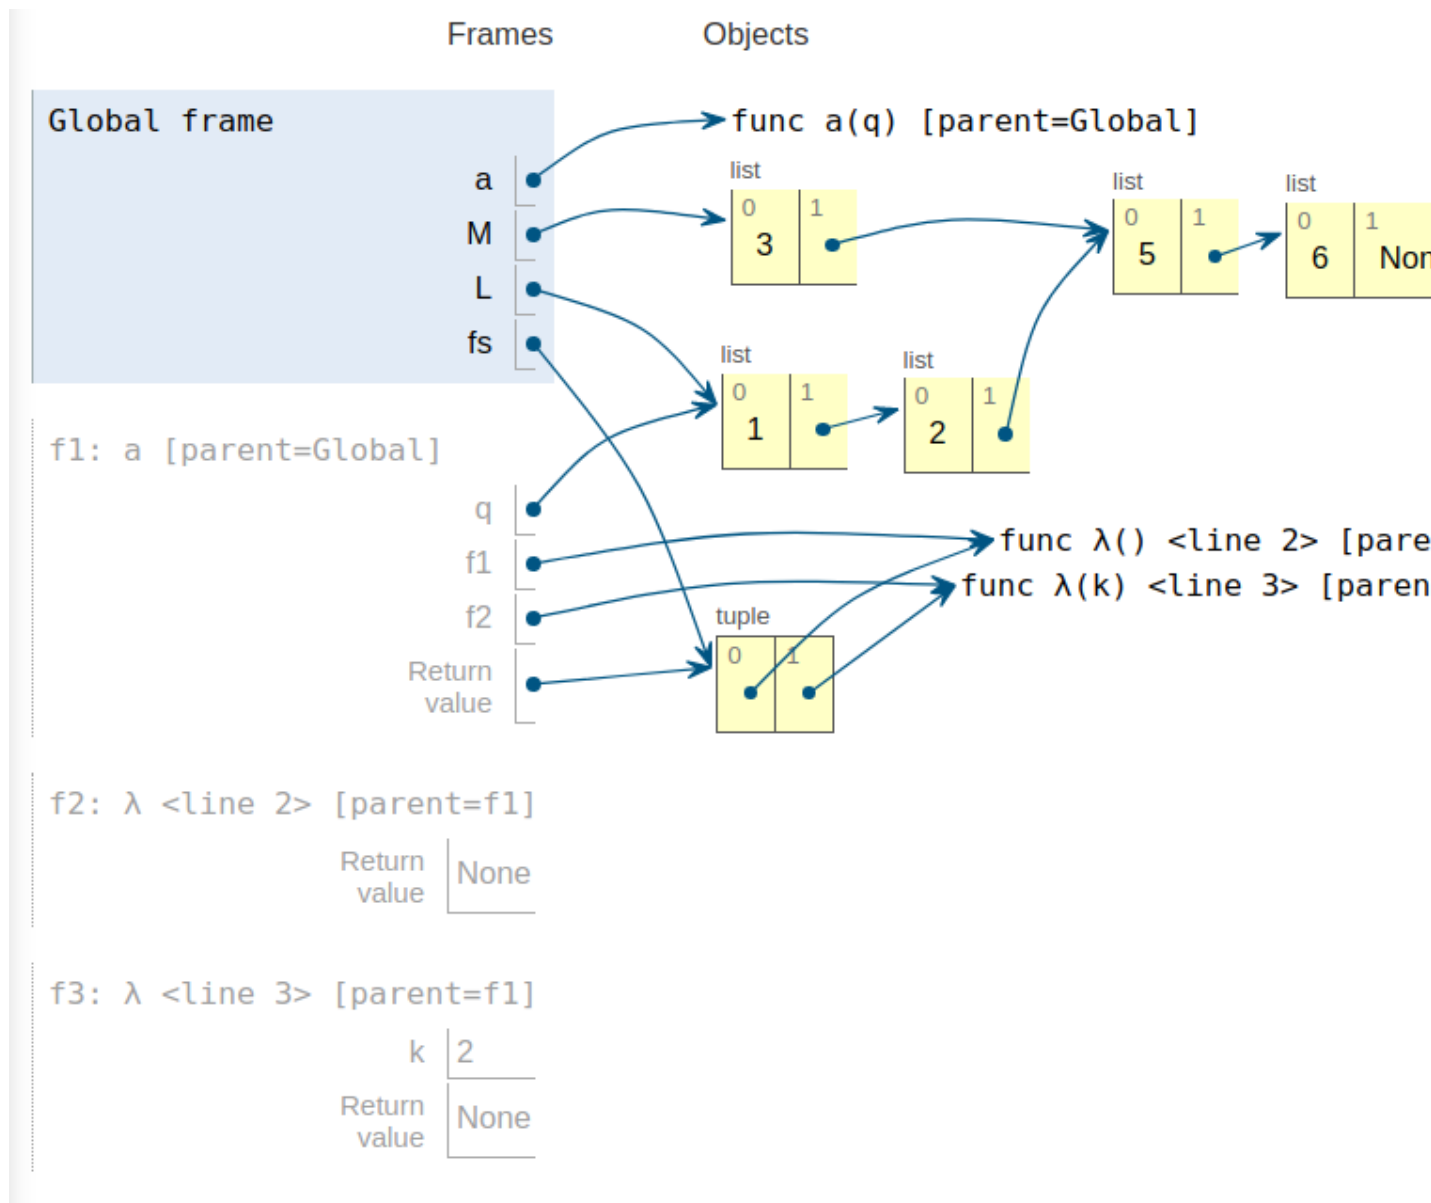 Frames Objects
Global frame
func a(q) [parent=Global]
a
M
L
fs
list
0 1
3
list
0 1
5
list
0 1
6 Non
list
0 1
1
list
0 1
2
f1: a [parent=Global]
q
f1
f2
Return
value
func λ() <line 2> [pare
func λ(k) <line 3> [paren
tuple
0 1
f2: λ <line 2> [parent=f1]
Return
value
None
f3: λ <line 3> [parent=f1]
k 2
Return
value
None